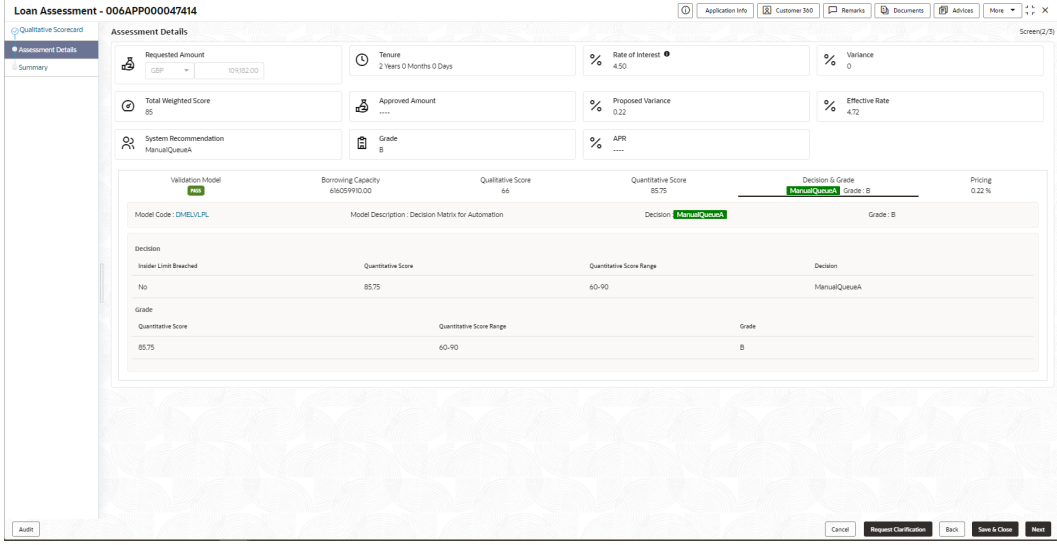 Loan Assessment - 006APP000047414
Application Info
Customer 360
Remarks
Documents
Advices
More
Qualitative Scorecard
Assessment Details
Summary
Assessment Details
Screen(2/3)
Requested Amount
GBP
109,182.00
Tenure
2 Years 0 Months 0 Days
Rate of Interest
4.50
Variance
0
Total Weighted Score
85
Approved Amount
----
Proposed Variance
0.22
Effective Rate
4.72
System Recommendation
ManualQueueA
Grade
B
APR
----
Validation Model
PASS
Borrowing Capacity
616059910.00
Qualitative Score
66
Quantitative Score
85.75
Decision & Grade
ManualQueueA Grade : B
Pricing
0.22 %
Model Code : DMELVLPL
Model Description : Decision Matrix for Automation
Decision : ManualQueueA
Grade : B
Decision
Insider Limit Breached Quantitative Score Quantitative Score Range Decision
No 85.75 60-90 ManualQueueA
Grade
Quantitative Score Quantitative Score Range Grade
85.75 60-90 B
Audit
Cancel
Request Clarification
Back
Save & Close
Next